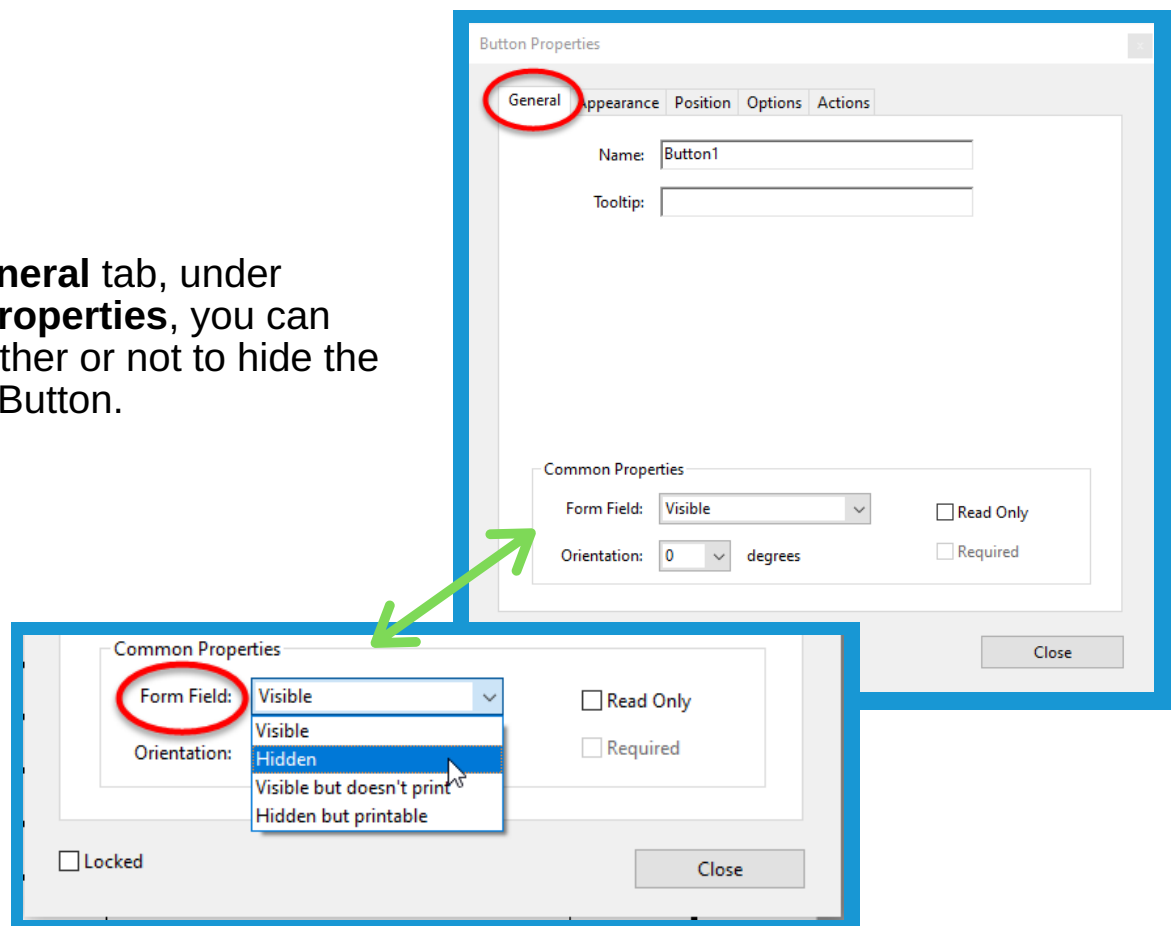 Button Properties
x
General Appearance Position Options Actions
Name: Button1
Tooltip:
neral tab, under
roperties, you can
ther or not to hide the
Button.
Common Properties
Form Field: Visible
Read Only
Orientation: 0 degrees
Required
Close
Common Properties
Form Field: Visible
Read Only
Visible
Orientation: Hidden
Required
Visible but doesn't print
Hidden but printable
Locked
Close